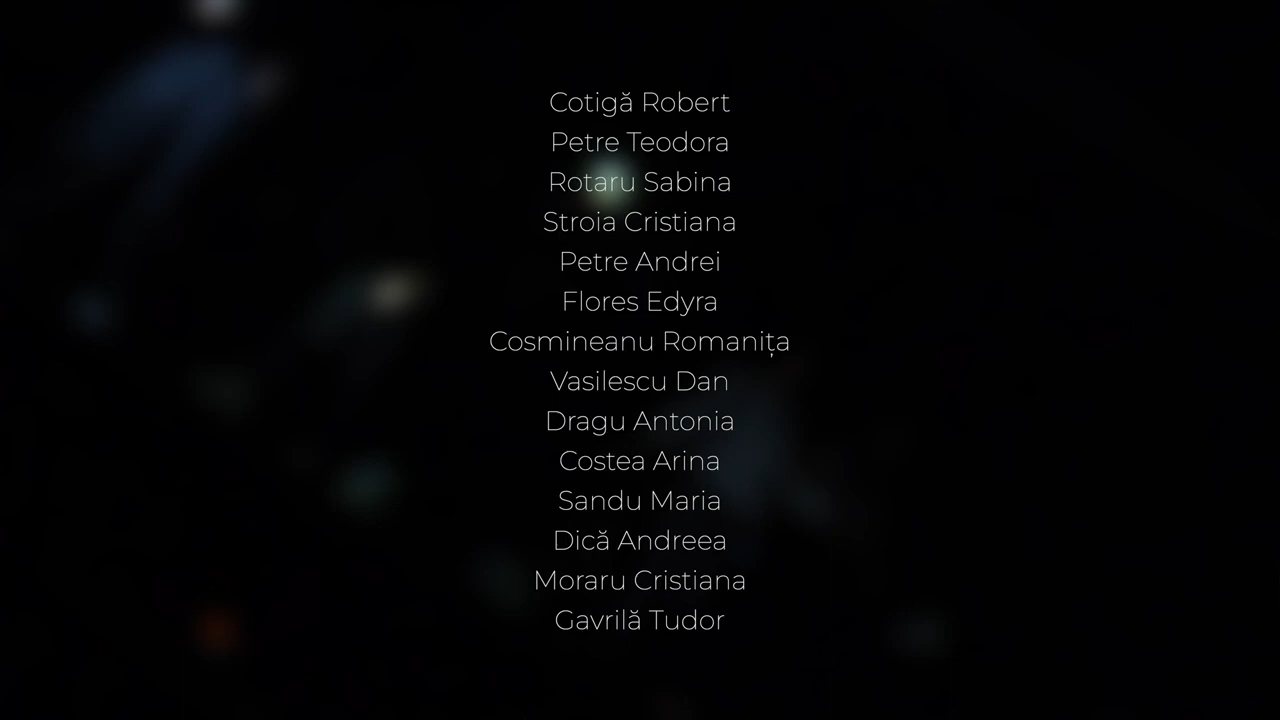 Cotigă Robert
Petre Teodora
Rotaru Sabina
Stroia Cristiana
Petre Andrei
Flores Edyra
Cosmineanu Romanița
Vasilescu Dan
Dragu Antonia
Costea Arina
Sandu Maria
Dică Andreea
Moraru Cristiana
Gavrilă Tudor